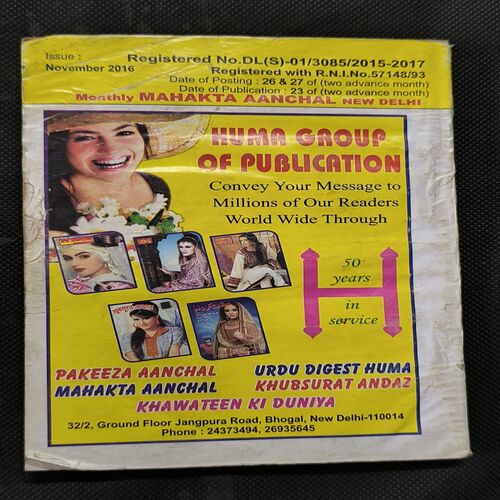 Issue :
November 2016
Registered No.DL(S)-01/3085/2015-2017
Registered with R.N.I.No.57148/93
Date of Posting : 26 & 27 of (two advance month)
Date of Publication : 23 of (two advance month)
Monthly MAHAKTA AANCHAL NEW DELHI
HUMA GROUP
OF PUBLICATION
Convey Your Message to
Millions of Our Readers
World Wide Through
50
years
in
service
PAKEEZA AANCHAL
URDU DIGEST HUMA
MAHAKTA AANCHAL
KHUBSURAT ANDAZ
KHAWATEEN KI DUNIYA
32/2, Ground Floor Jangpura Road, Bhogal, New Delhi-110014
Phone : 24373494, 26935645